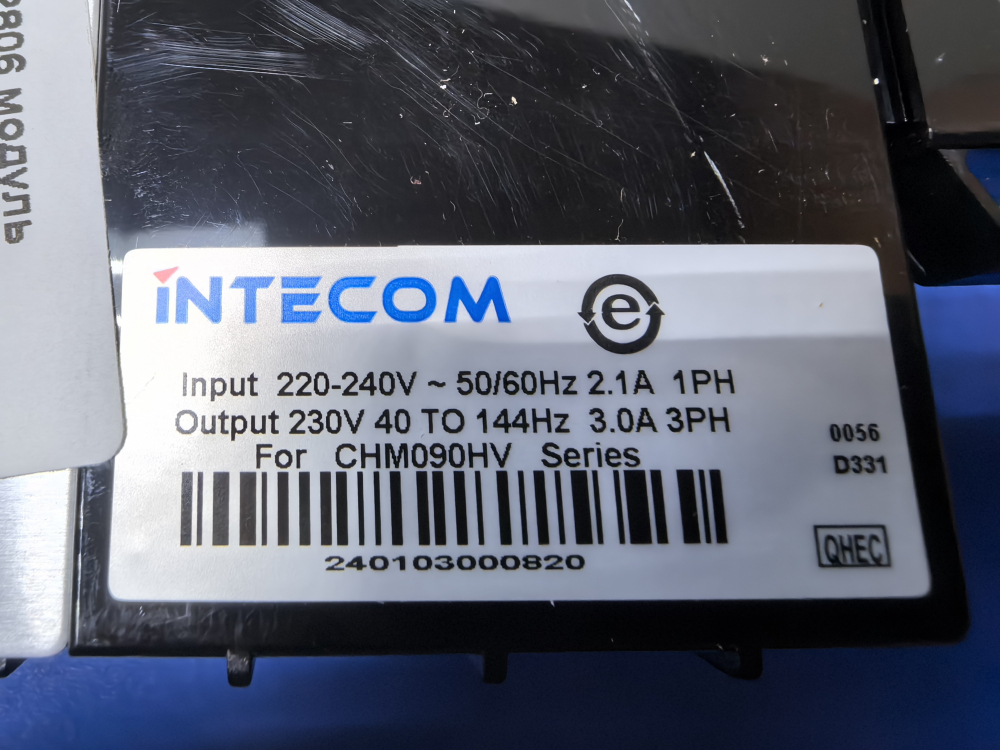 2806 МОДУЛЬ
INTECOM
e
Input 220-240V ~ 50/60Hz 2.1A 1PH
Output 230V 40 TO 144Hz 3.0A 3PH
For CHM090HV Series
0056
D331
240103000820
QHEC